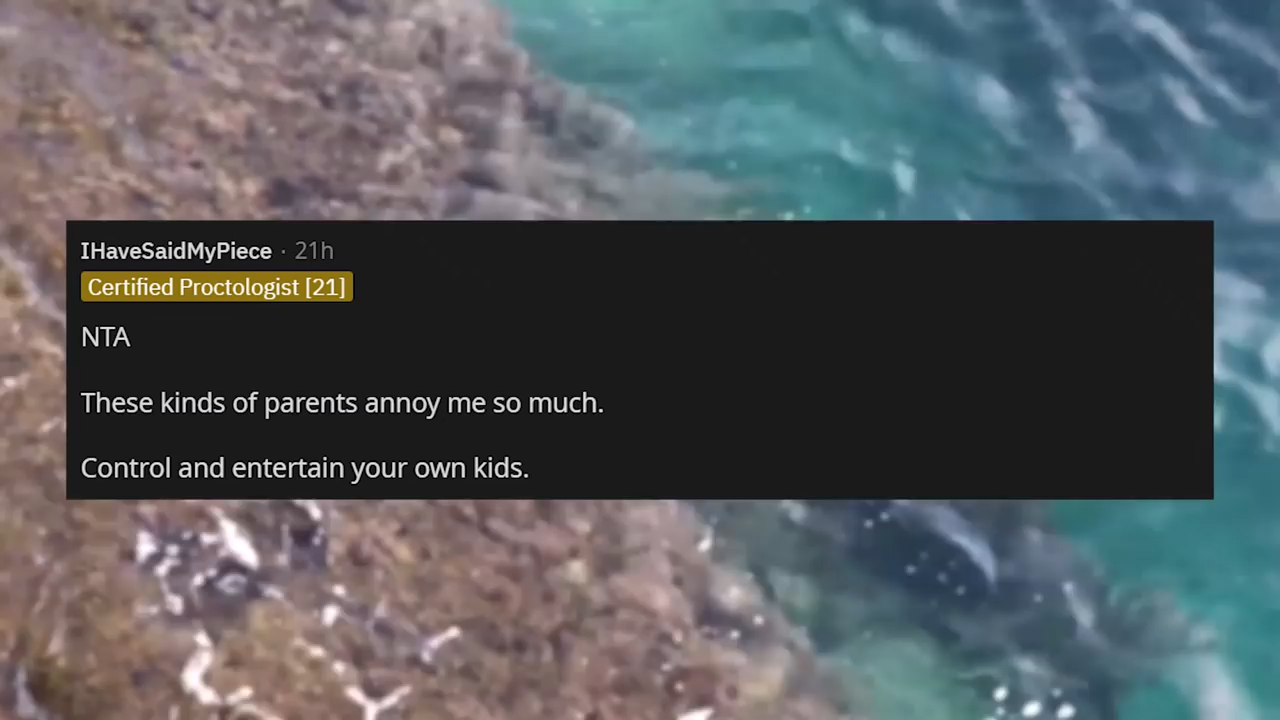 IHaveSaidMyPiece · 21h
Certified Proctologist [21]
NTA
These kinds of parents annoy me so much.
Control and entertain your own kids.